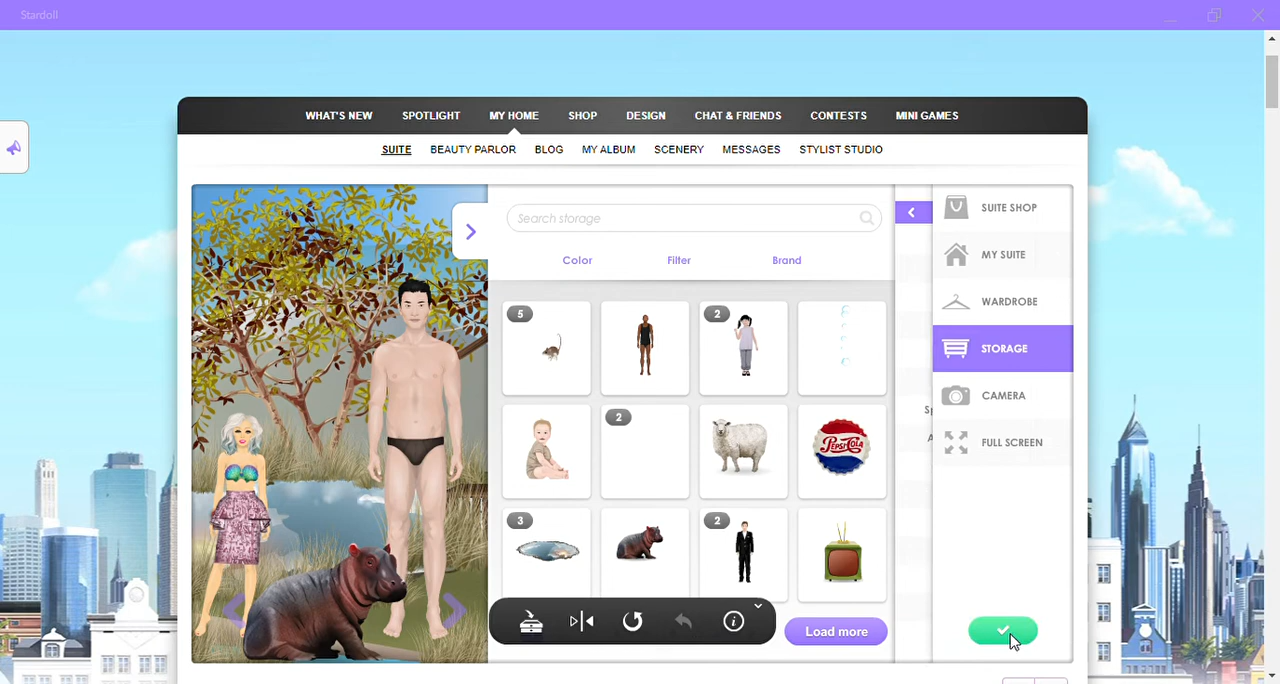 Stardoll
WHAT'S NEW SPOTLIGHT MY HOME SHOP DESIGN CHAT & FRIENDS CONTESTS MINI GAMES
SUITE BEAUTY PARLOR BLOG MY ALBUM SCENERY MESSAGES STYLIST STUDIO
Search storage
Color Filter Brand
SUITE SHOP
MY SUITE
WARDROBE
STORAGE
CAMERA
FULL SCREEN
5
2
2
PEPSI COLA
3
2
Load more